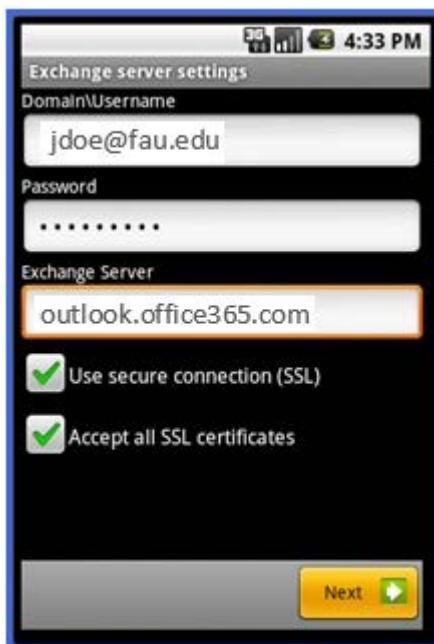 3G 4:33 PM
Exchange server settings
Domain\Username
jdoe@fau.edu
Password
•••••••••
Exchange Server
outlook.office365.com
Use secure connection (SSL)
Accept all SSL certificates
Next